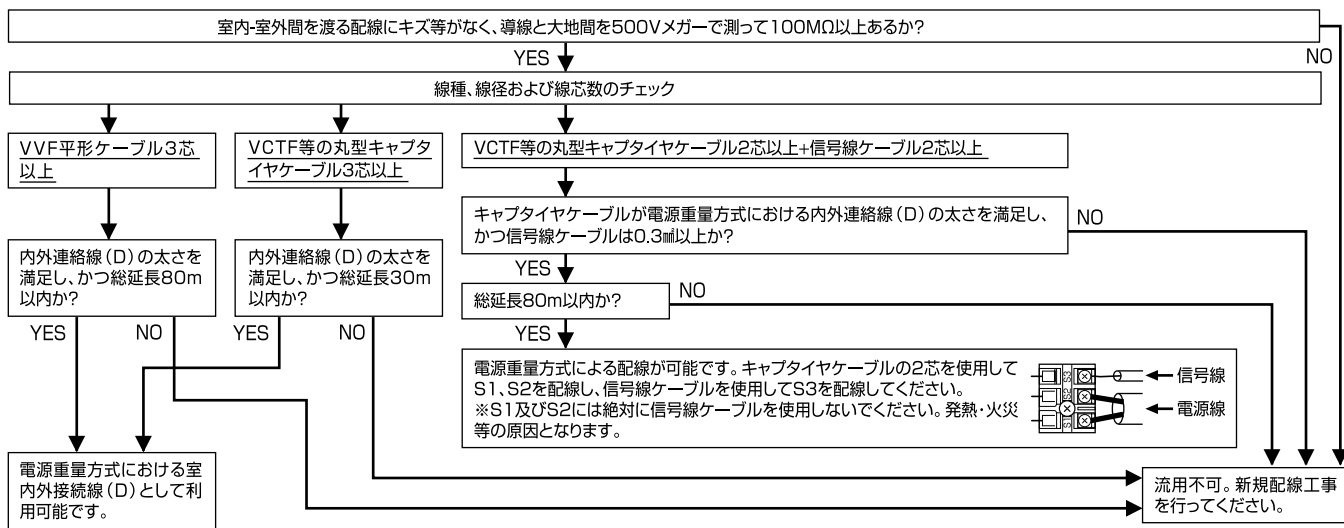 室内-室外間を渡る配線にキズ等がなく、導線と大地間を500Vメガーで測って100MΩ以上あるか?
YES
NO
線種、線径および線芯数のチェック
VVF平形ケーブル3芯
以上
VCTF等の丸型キャプタ
イヤケーブル3芯以上
VCTF等の丸型キャプタイヤケーブル2芯以上+信号線ケーブル2芯以上
キャプタイヤケーブルが電源重量方式における内外連絡線(D)の太さを満足し、
かつ信号線ケーブルは0.3㎟以上か?
NO
YES
内外連絡線(D)の太さを
満足し、かつ総延長80m
以内か?
内外連絡線(D)の太さを
満足し、かつ総延長30m
以内か?
総延長80m以内か?
NO
YES
NO
YES
NO
YES
電源重量方式による配線が可能です。キャプタイヤケーブルの2芯を使用して
S1、S2を配線し、信号線ケーブルを使用してS3を配線してください。
※S1及びS2には絶対に信号線ケーブルを使用しないでください。発熱・火災
等の原因となります。
S3
S2
S1
信号線
電源線
電源重量方式における室
内外接続線(D)として利
用可能です。
流用不可。新規配線工事
を行ってください。